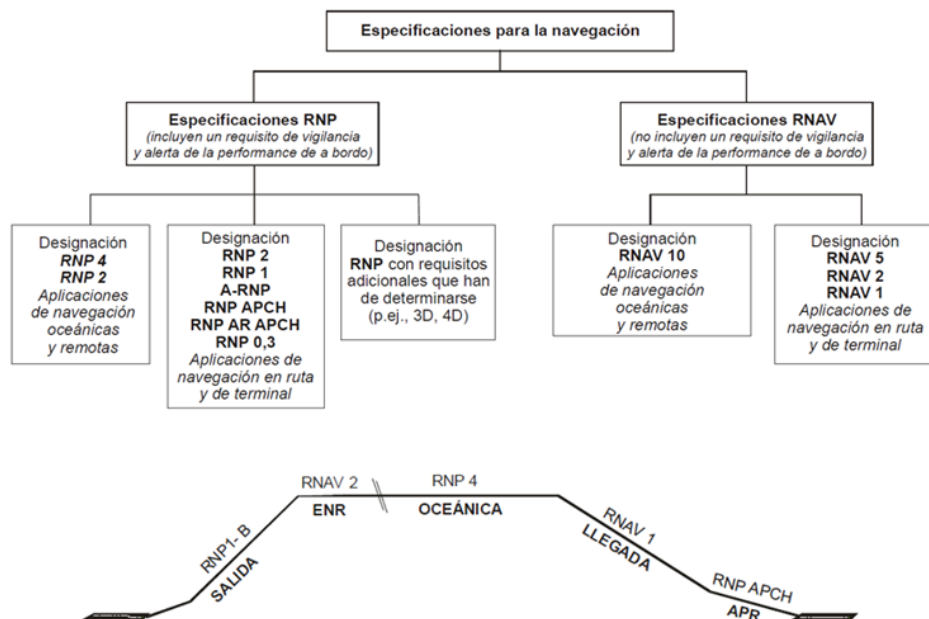 Especificaciones para la navegación
Especificaciones RNP
(incluyen un requisito de vigilancia
y alerta de la performance de a bordo)
Especificaciones RNAV
(no incluyen un requisito de vigilancia
y alerta de la performance de a bordo)
Designación
RNP 4
RNP 2
Aplicaciones
de navegación
oceánicas
y remotas
Designación
RNP 2
RNP 1
A-RNP
RNP APCH
RNP AR APCH
RNP 0,3
Aplicaciones de
navegación en ruta
y de terminal
Designación
RNP con requisitos
adicionales que han
de determinarse
(p.ej., 3D, 4D)
Designación
RNAV 10
Aplicaciones
de navegación
oceánicas
y remotas
Designación
RNAV 5
RNAV 2
RNAV 1
Aplicaciones de
navegación en ruta
y de terminal
RNP1- B
SALIDA
RNAV 2
ENR
RNP 4
OCEÁNICA
RNAV 1
LLEGADA
RNP APCH
APR